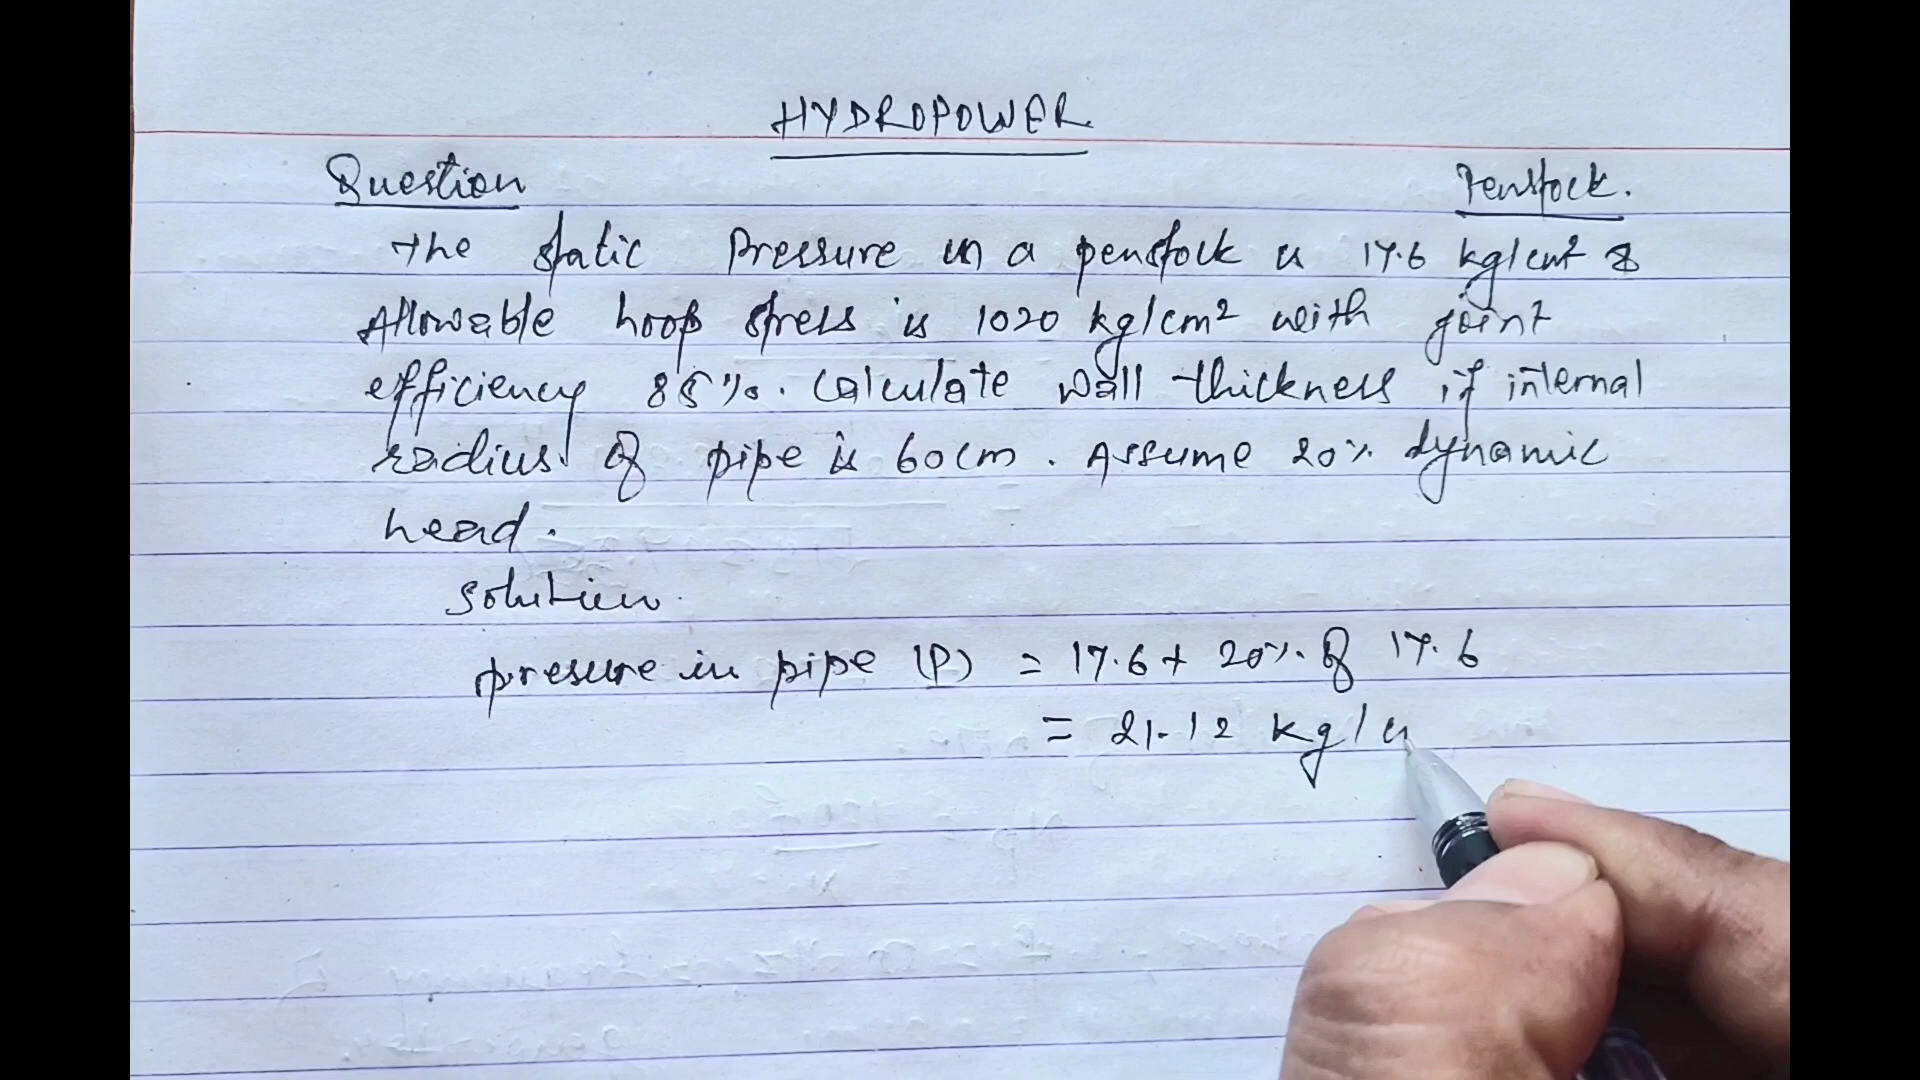 HYDROPOWER
Question
Penstock.
The static Pressure in a penstock is 17.6 kg/cm² &
Allowable hoop stress is 1020 kg/cm² with joint
efficiency 85%. Calculate wall thickness if internal
radius of pipe is 60cm. Assume 20% dynamic
head.
solution.
presure in pipe (P) = 17.6 + 20% of 17.6
= 21.12 kg/c